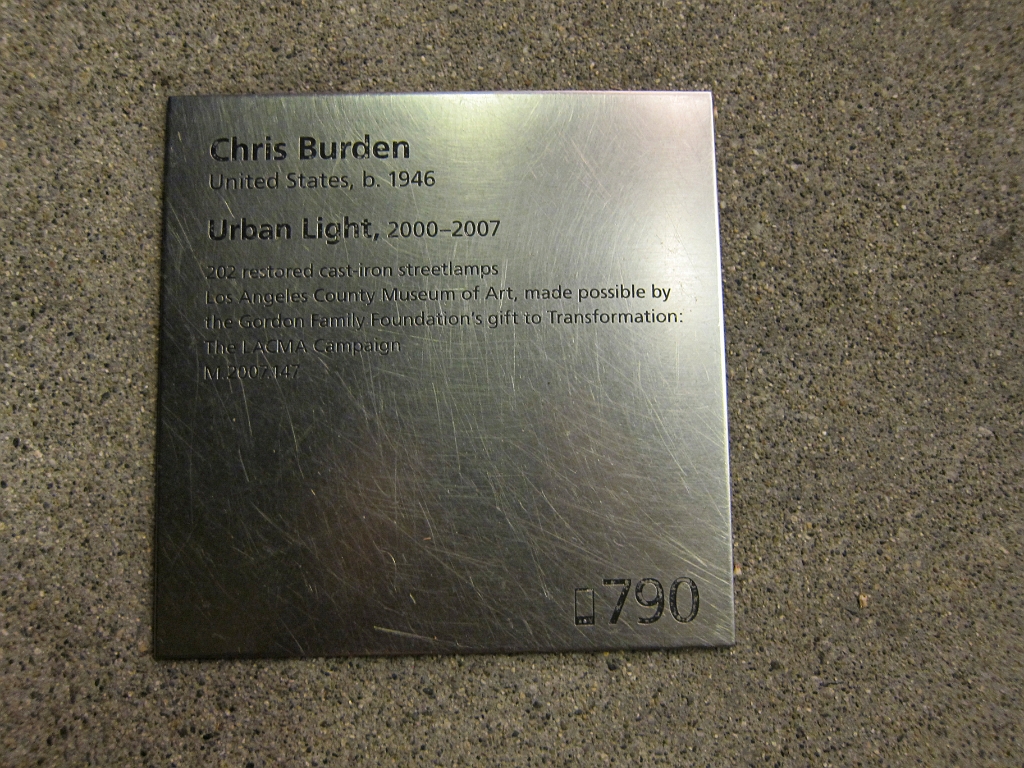 Chris Burden
United States, b. 1946
Urban Light, 2000–2007
202 restored cast-iron streetlamps
Los Angeles County Museum of Art, made possible by
the Gordon Family Foundation's gift to Transformation:
The LACMA Campaign
M.2007.147
790